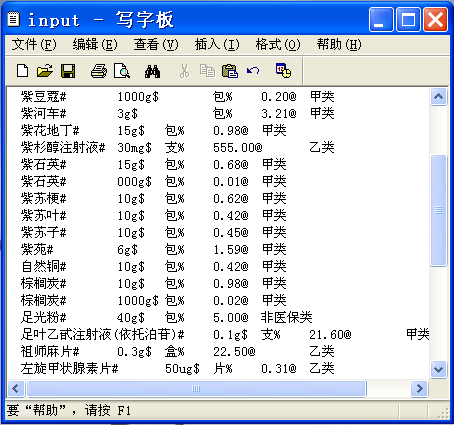 input - 写字板
文件(F) 编辑(E) 查看(V) 插入(I) 格式(O) 帮助(H)
紫豆蔻# 1000g$ 包% 0.20@ 甲类
紫河车# 3g$ 包% 3.21@ 甲类
紫花地丁# 15g$ 包% 0.98@ 甲类
紫杉醇注射液# 30mg$ 支% 555.00@ 乙类
紫石英# 15g$ 包% 0.68@ 甲类
紫石英# 000g$ 包% 0.01@ 甲类
紫苏梗# 10g$ 包% 0.62@ 甲类
紫苏叶# 10g$ 包% 0.42@ 甲类
紫苏子# 10g$ 包% 0.45@ 甲类
紫菀# 6g$ 包% 1.59@ 甲类
自然铜# 10g$ 包% 0.42@ 甲类
棕榈炭# 10g$ 包% 0.98@ 甲类
棕榈炭# 1000g$ 包% 0.02@ 甲类
足光粉# 40g$ 包% 5.00@ 非医保类
足叶乙甙注射液(依托泊苷)# 0.1g$ 支% 21.60@ 甲类
祖师麻片# 0.3g$ 盒% 22.50@ 乙类
左旋甲状腺素片# 50ug$ 片% 0.31@ 乙类
要“帮助”，请按 F1